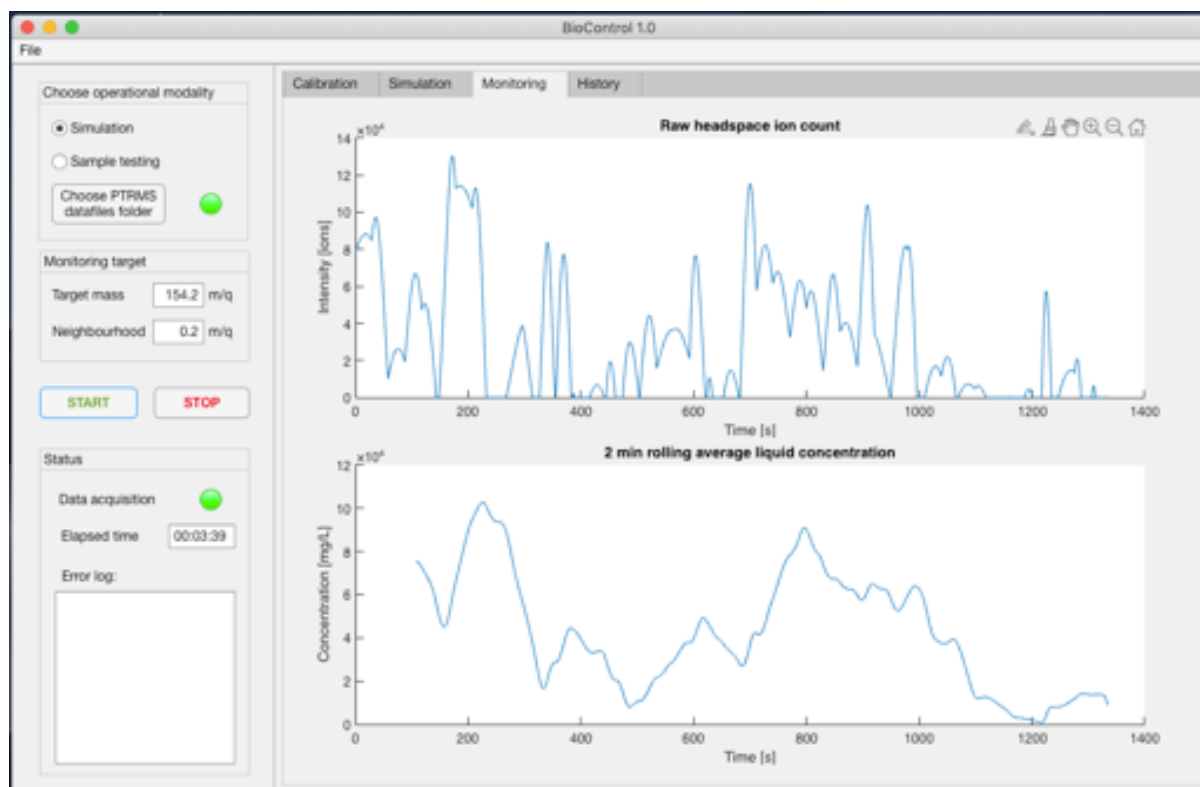 BioControl 1.0
File
Choose operational modality
Simulation
Sample testing
Choose PTRMS
datafiles folder
Monitoring target
Target mass 154.2 m/q
Neighbourhood 0.2 m/q
START STOP
Status
Data acquisition
Elapsed time 00:03:39
Error log:
Calibration Simulation Monitoring History
Raw headspace ion count
×10⁴
14
12
10
8
6
4
2
0
Intensity [ions]
0 200 400 600 800 1000 1200 1400
Time [s]
2 min rolling average liquid concentration
×10⁴
12
10
8
6
4
2
0
Concentration [mg/L]
0 200 400 600 800 1000 1200 1400
Time [s]